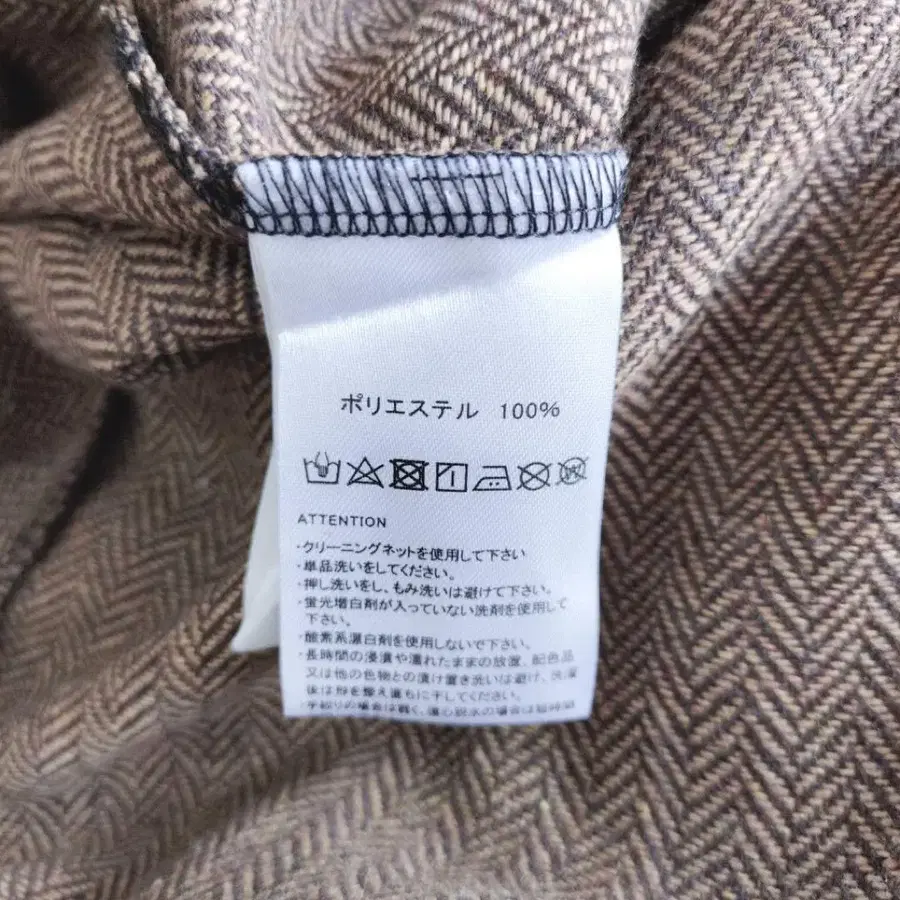 ポリエステル 100%
ATTENTION
・クリーニングネットを使用して下さい
・単品洗いをしてください。
・押し洗いをし、もみ洗いは避けて下さい。
・蛍光増白剤が入っていない洗剤を使用して
下さい。
・酸素系漂白剤を使用しないで下さい。
・長時間の浸漬や濡れたままの放置、配色品
又は他の色物との漬け置き洗いは避け、洗濯
後は形を整え直ちに干してください。